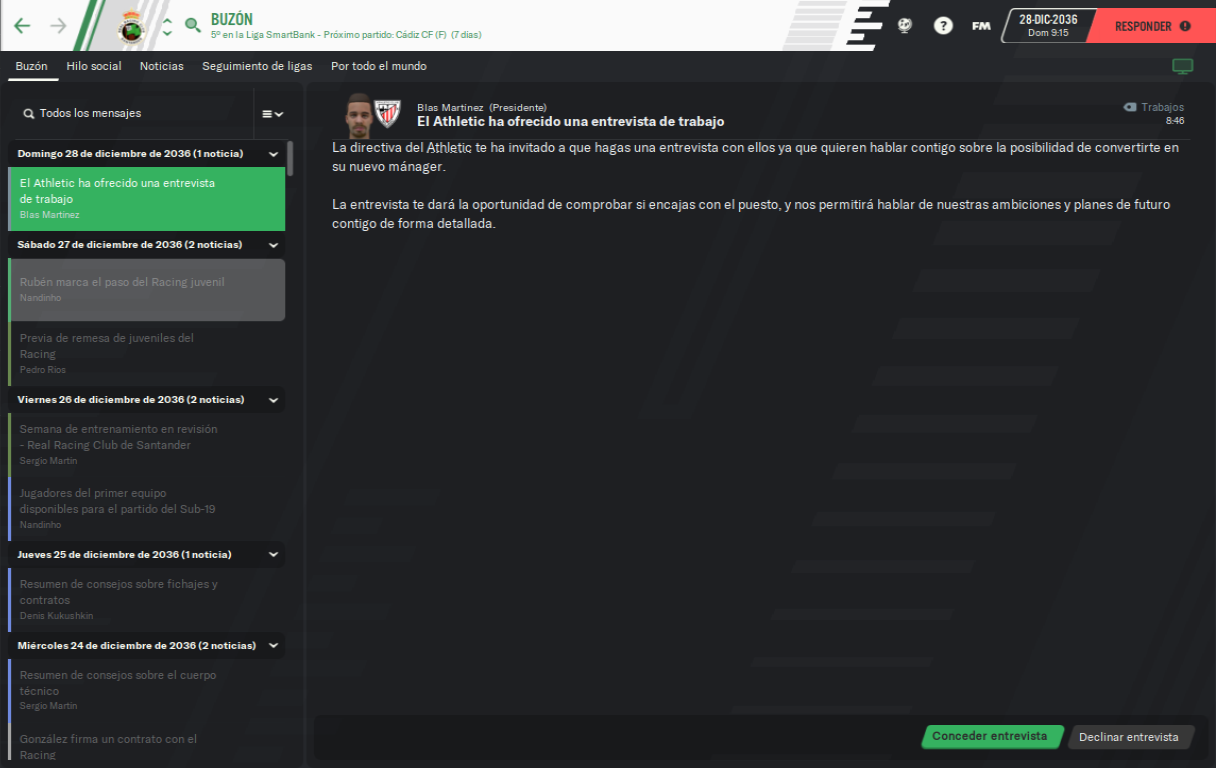 BUZÓN
5º en la Liga SmartBank - Próximo partido: Cádiz CF (F) (7 días)
?
FM
28-DIC-2036
Dom 9:15
RESPONDER
Buzón
Hilo social
Noticias
Seguimiento de ligas
Por todo el mundo
Todos los mensajes
Domingo 28 de diciembre de 2036 (1 noticia)
El Athletic ha ofrecido una entrevista
de trabajo
Blas Martínez
Sábado 27 de diciembre de 2036 (2 noticias)
Rubén marca el paso del Racing juvenil
Nandinho
Previa de remesa de juveniles del
Racing
Pedro Ríos
Viernes 26 de diciembre de 2036 (2 noticias)
Semana de entrenamiento en revisión
- Real Racing Club de Santander
Sergio Martín
Jugadores del primer equipo
disponibles para el partido del Sub-19
Nandinho
Jueves 25 de diciembre de 2036 (1 noticia)
Resumen de consejos sobre fichajes y
contratos
Denis Kukushkin
Miércoles 24 de diciembre de 2036 (2 noticias)
Resumen de consejos sobre el cuerpo
técnico
Sergio Martín
González firma un contrato con el
Racing
Blas Martínez (Presidente)
El Athletic ha ofrecido una entrevista de trabajo
Trabajos
8:46
La directiva del Athletic te ha invitado a que hagas una entrevista con ellos ya que quieren hablar contigo sobre la posibilidad de convertirte en
su nuevo mánager.
La entrevista te dará la oportunidad de comprobar si encajas con el puesto, y nos permitirá hablar de nuestras ambiciones y planes de futuro
contigo de forma detallada.
Conceder entrevista
Declinar entrevista